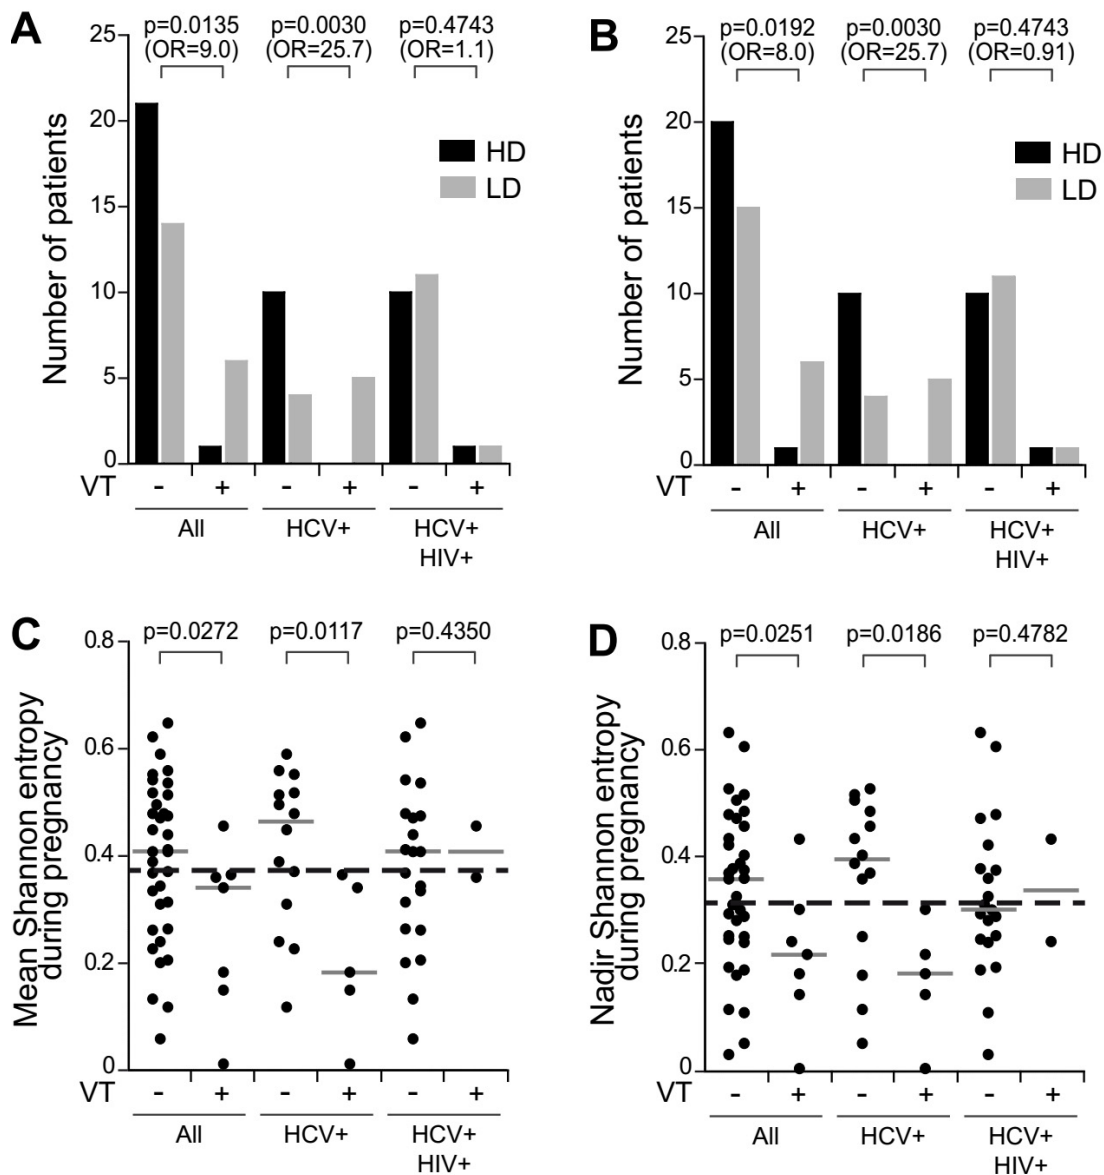 A
p=0.0135 p=0.0030 p=0.4743
(OR=9.0) (OR=25.7) (OR=1.1)
25
20
15
10
5
0
Number of patients
HD
LD
VT - + - + - +
All HCV+ HCV+
HIV+
B
p=0.0192 p=0.0030 p=0.4743
(OR=8.0) (OR=25.7) (OR=0.91)
25
20
15
10
5
0
Number of patients
HD
LD
VT - + - + - +
All HCV+ HCV+
HIV+
C
p=0.0272 p=0.0117 p=0.4350
0.8
0.6
0.4
0.2
0
Mean Shannon entropy
during pregnancy
VT - + - + - +
All HCV+ HCV+
HIV+
D
p=0.0251 p=0.0186 p=0.4782
0.8
0.6
0.4
0.2
0
Nadir Shannon entropy
during pregnancy
VT - + - + - +
All HCV+ HCV+
HIV+